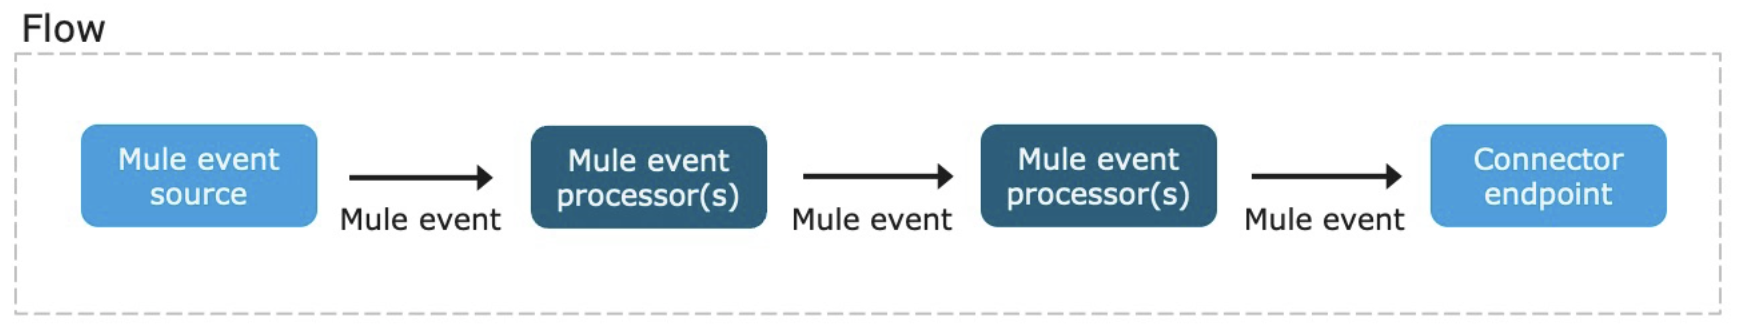 Flow
Mule event
source
Mule event
Mule event
processor(s)
Mule event
Mule event
processor(s)
Mule event
Connector
endpoint